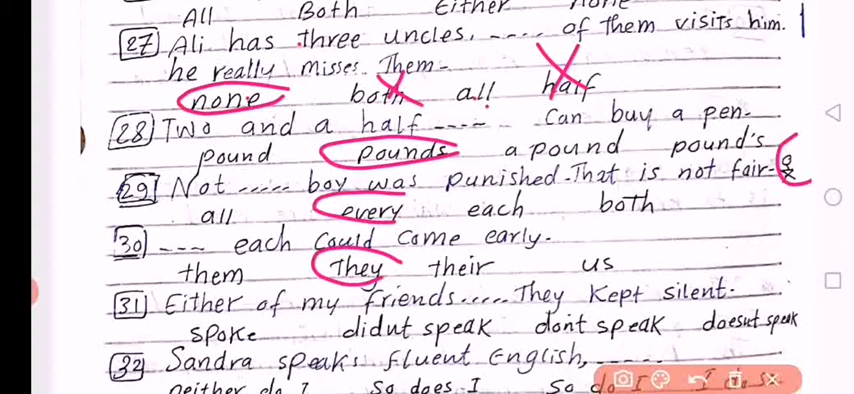 All Both Either None
27 Ali has three uncles. ---- of them visits him.
he really misses Them-
none both all half
28 Two and a half ---- can buy a pen-
pound pounds a pound pound's
29 Not ----- boy was punished. That is not fair-
all every each both
30 --- each could come early.
them They their us
31 Either of my friends..... They kept silent.
spoke didnt speak dont speak doesnt speak
32 Sandra speaks fluent English, -----
neither do I So does I So do I